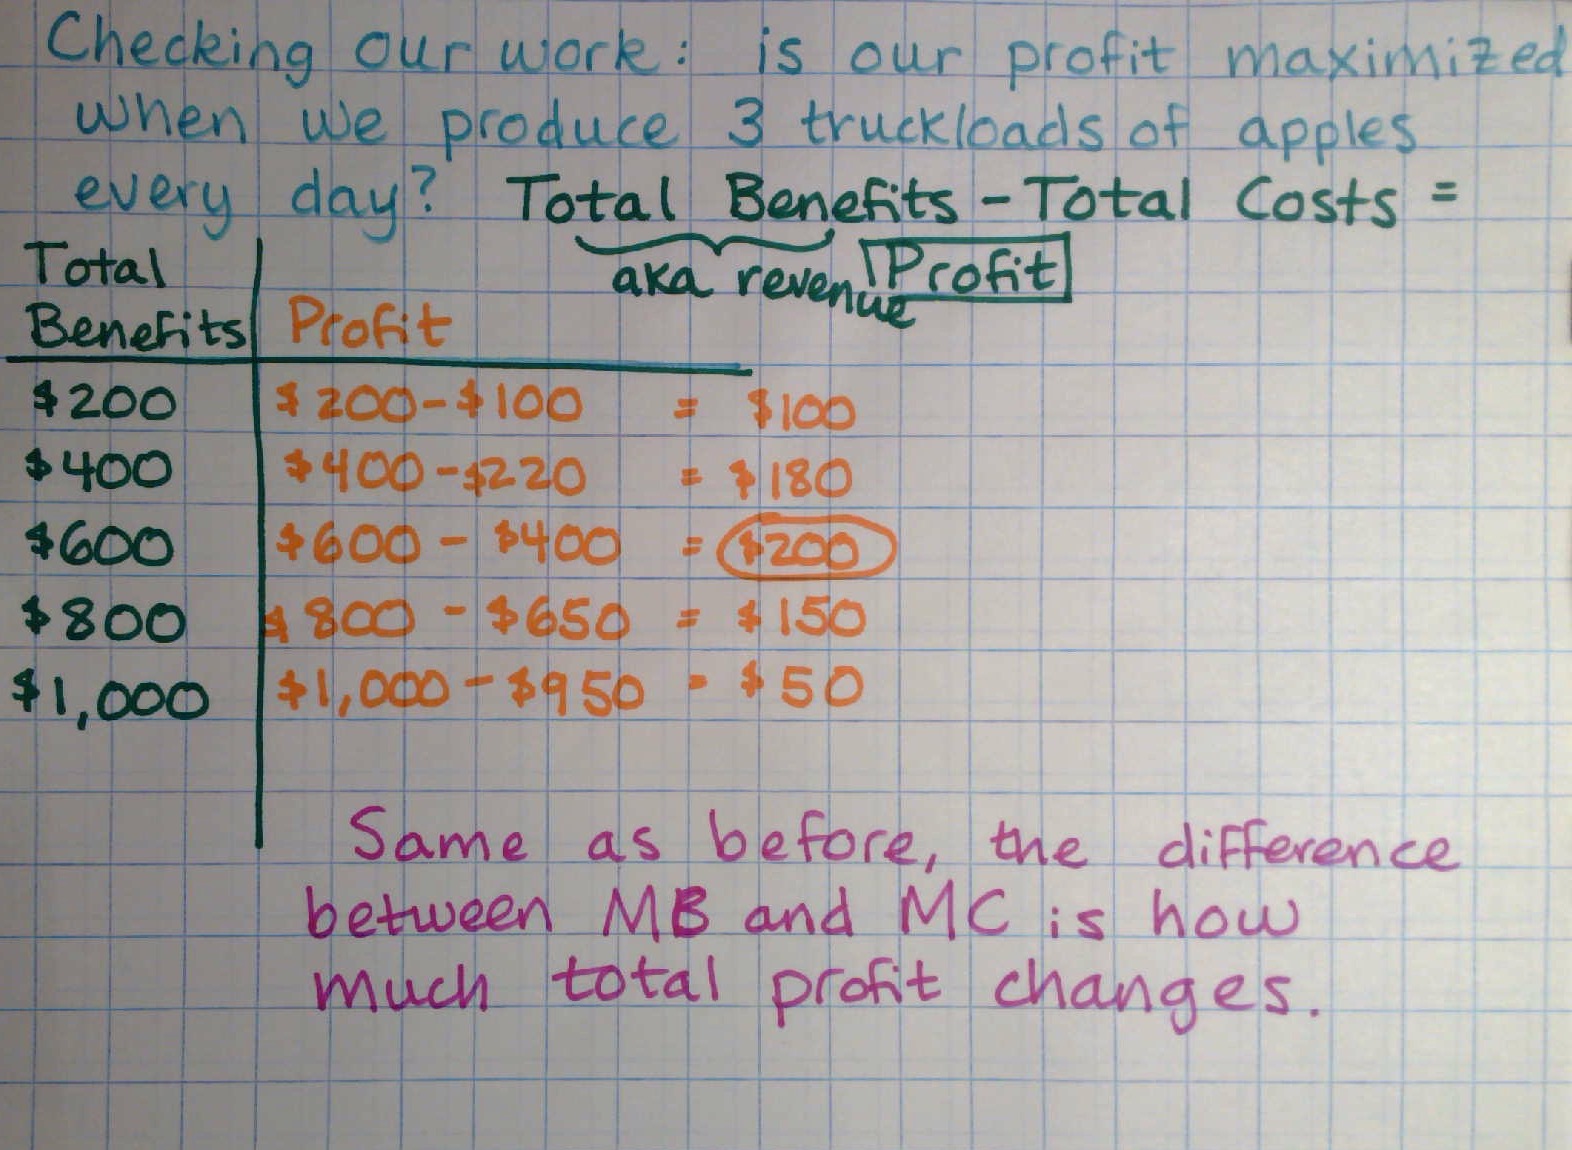 Checking our work: is our profit maximized
when we produce 3 truckloads of apples
every day? Total Benefits - Total Costs =
aka revenue Profit
Total
Benefits Profit
$200 $200-$100 = $100
$400 $400-$220 = $180
$600 $600 - $400 = $200
$800 $800 - $650 = $150
$1,000 $1,000 - $950 = $50
Same as before, the difference
between MB and MC is how
much total profit changes.